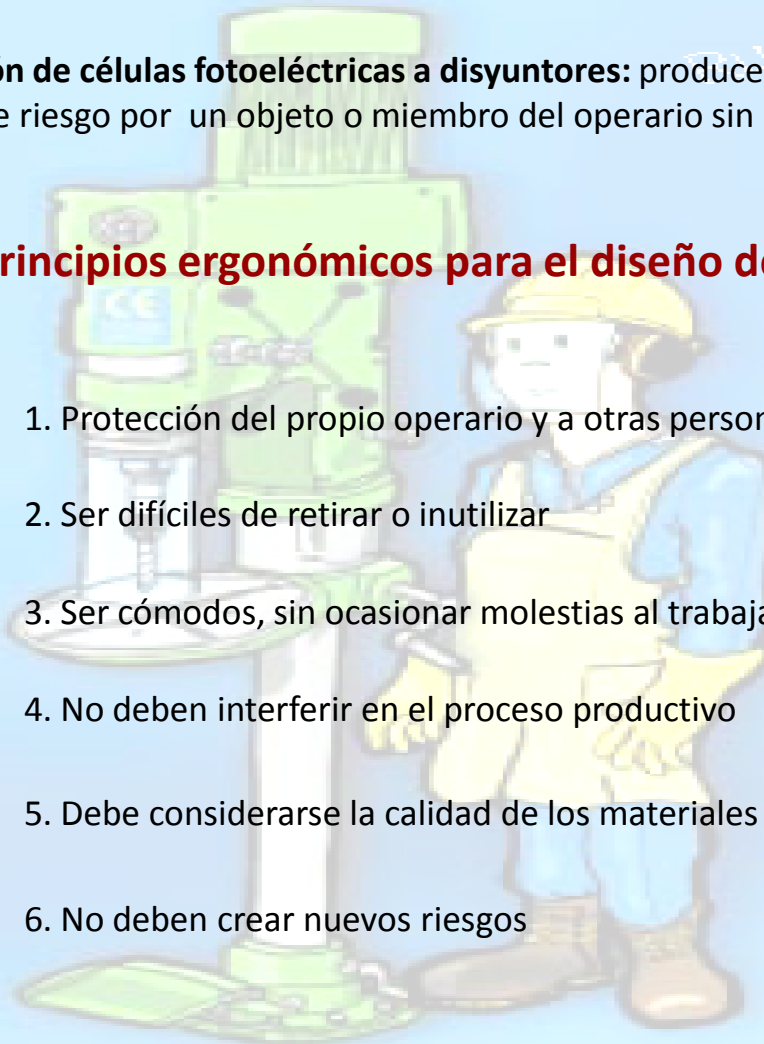 ón de células fotoeléctricas a disyuntores: produce
e riesgo por un objeto o miembro del operario sin
rincipios ergonómicos para el diseño de
CE
1. Protección del propio operario y a otras person
2. Ser difíciles de retirar o inutilizar
3. Ser cómodos, sin ocasionar molestias al trabaja
4. No deben interferir en el proceso productivo
5. Debe considerarse la calidad de los materiales
6. No deben crear nuevos riesgos